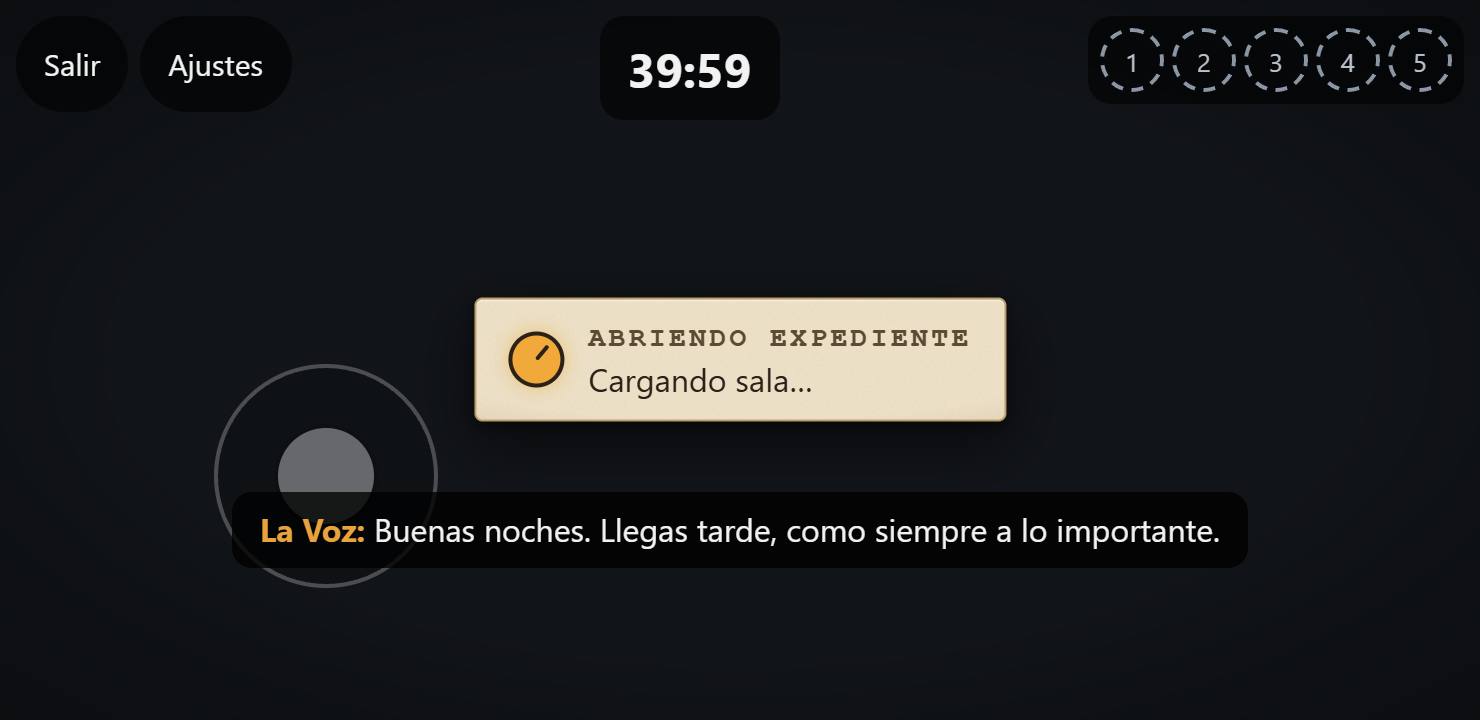 Salir
Ajustes
39:59
1 2 3 4 5
ABRIENDO EXPEDIENTE
Cargando sala...
La Voz: Buenas noches. Llegas tarde, como siempre a lo importante.